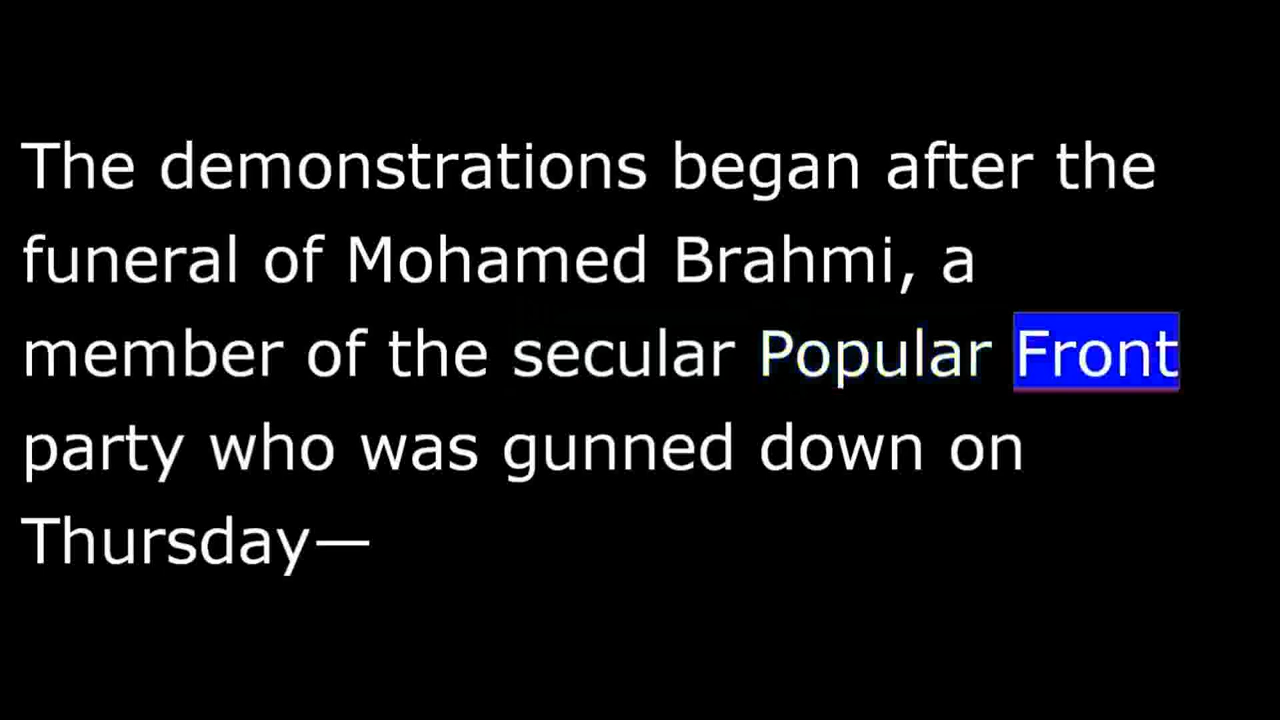 The demonstrations began after the
funeral of Mohamed Brahmi, a
member of the secular Popular Front
party who was gunned down on
Thursday—